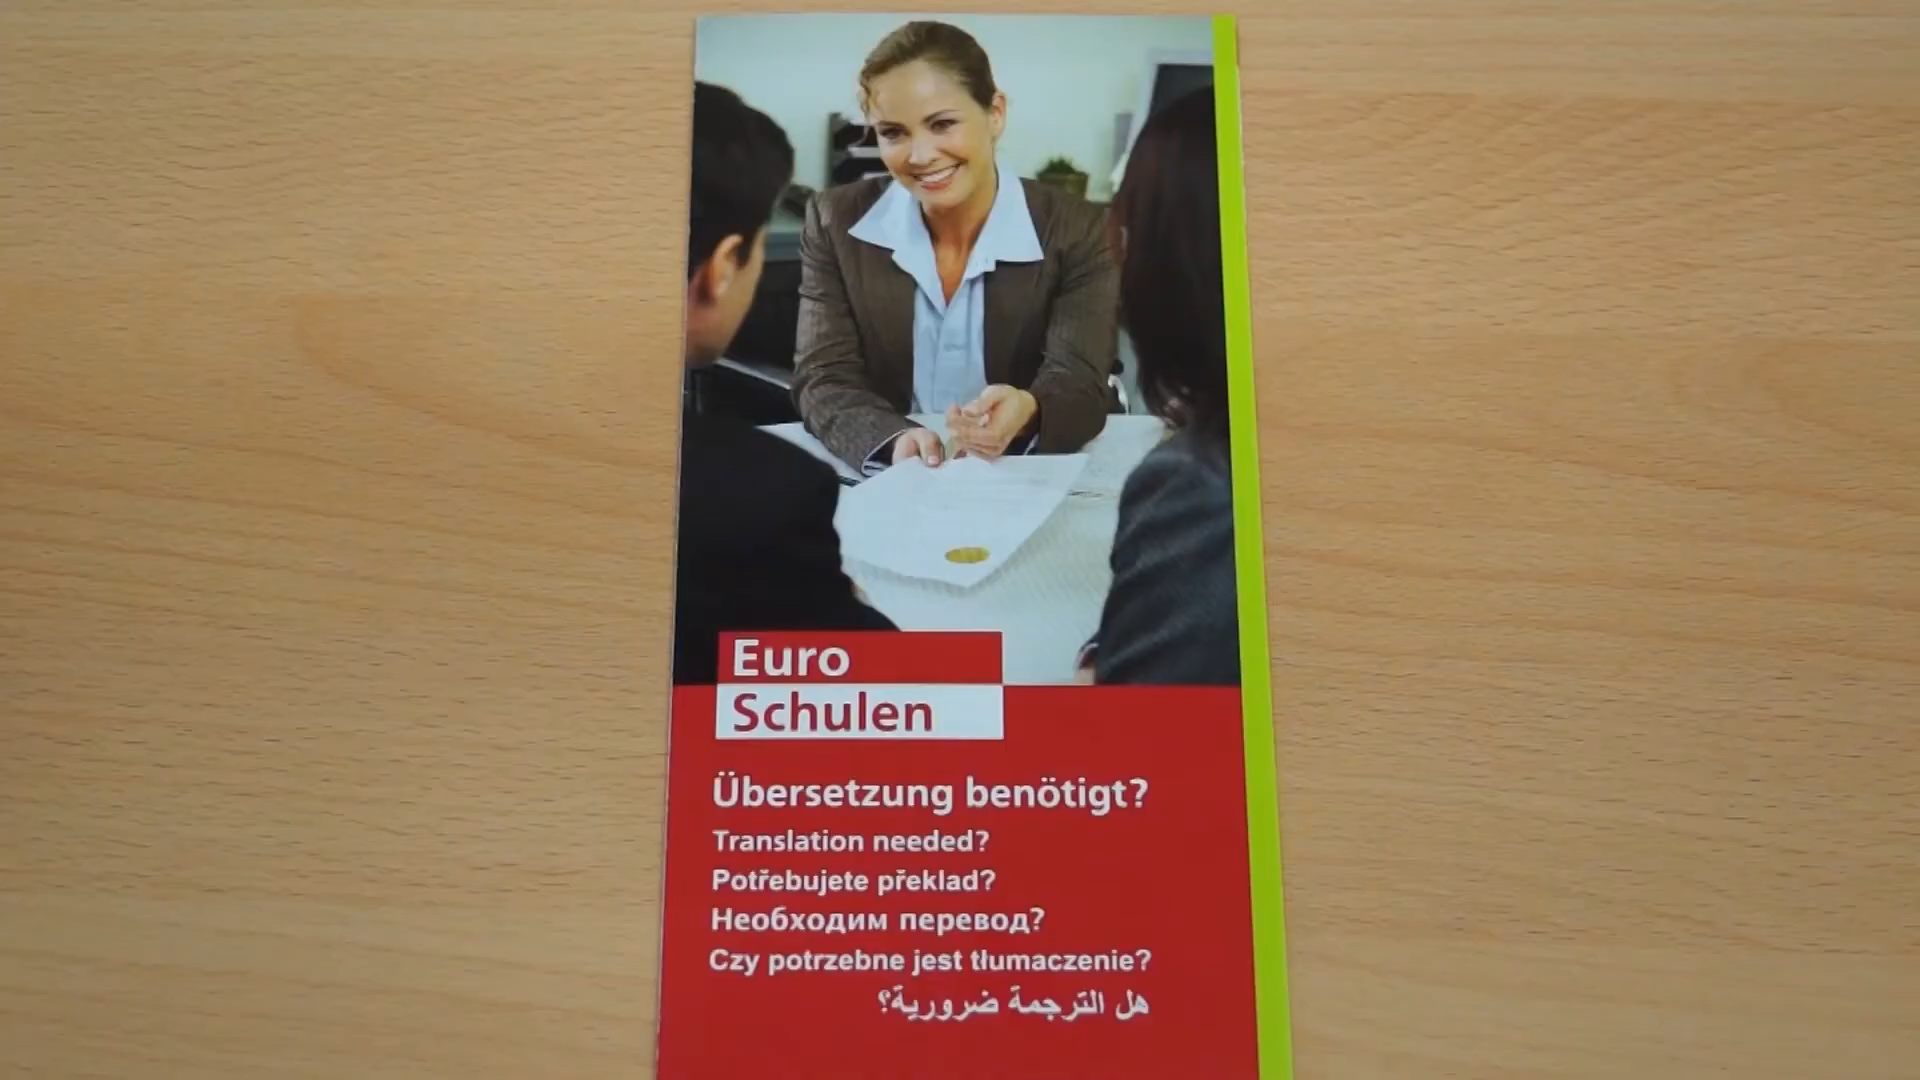 Euro
Schulen
Übersetzung benötigt?
Translation needed?
Potřebujete překlad?
Необходим перевод?
Czy potrzebne jest tłumaczenie?
هل الترجمة ضرورية؟